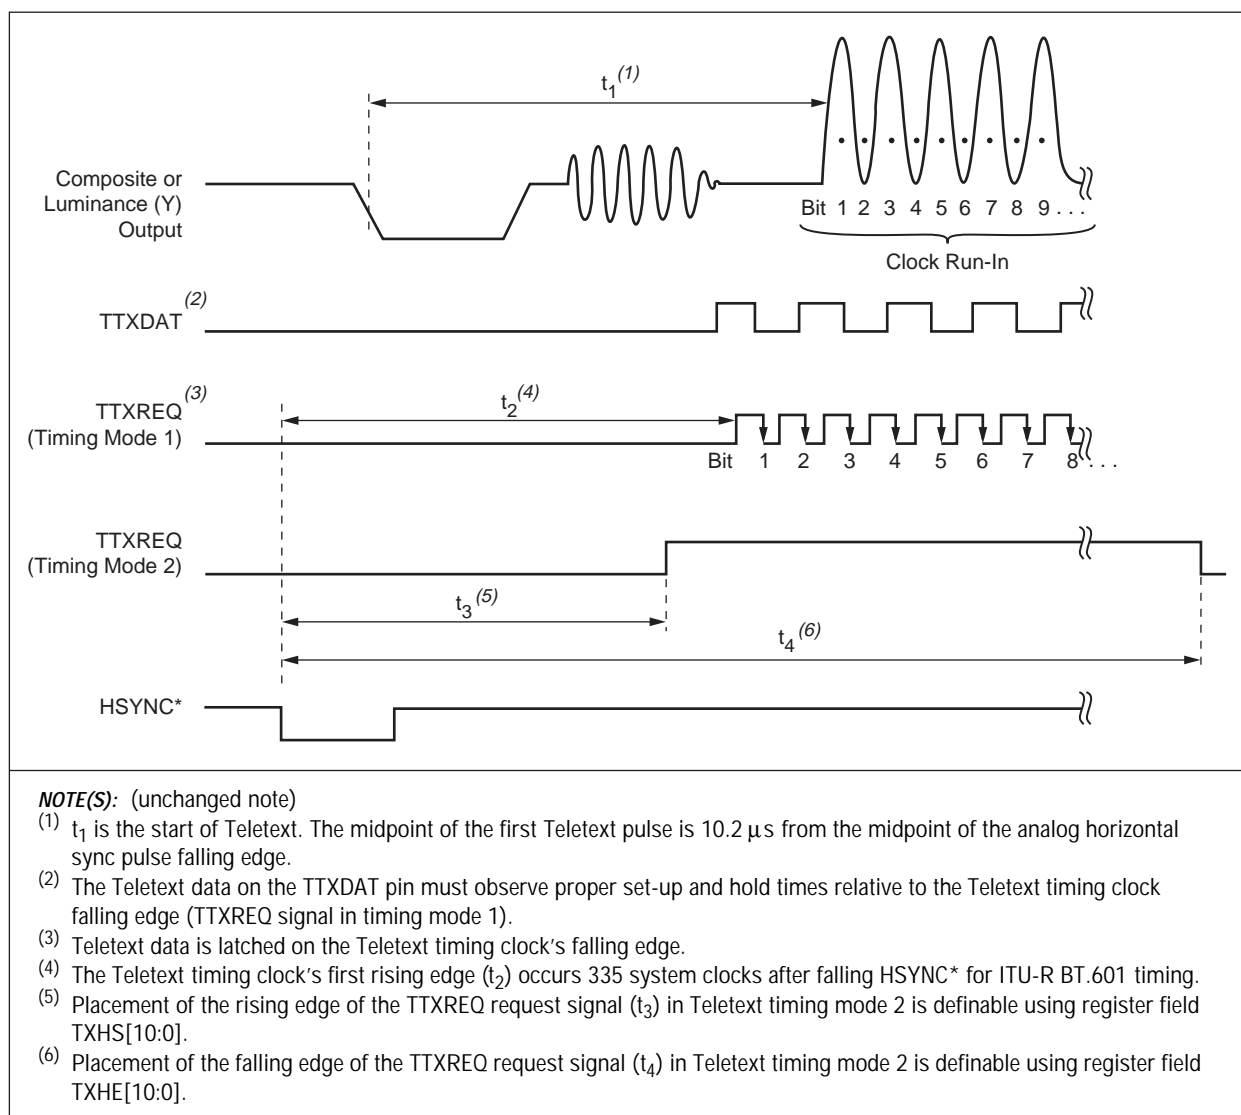 t1(1)
Composite or
Luminance (Y)
Output
Bit 1 2 3 4 5 6 7 8 9 . . .
Clock Run-In
TTXDAT(2)
TTXREQ(3)
(Timing Mode 1)
t2(4)
Bit 1 2 3 4 5 6 7 8 . . .
TTXREQ
(Timing Mode 2)
t3(5)
t4(6)
HSYNC*
NOTE(S): (unchanged note)
(1) t1 is the start of Teletext. The midpoint of the first Teletext pulse is 10.2 μs from the midpoint of the analog horizontal
sync pulse falling edge.
(2) The Teletext data on the TTXDAT pin must observe proper set-up and hold times relative to the Teletext timing clock
falling edge (TTXREQ signal in timing mode 1).
(3) Teletext data is latched on the Teletext timing clock's falling edge.
(4) The Teletext timing clock's first rising edge (t2) occurs 335 system clocks after falling HSYNC* for ITU-R BT.601 timing.
(5) Placement of the rising edge of the TTXREQ request signal (t3) in Teletext timing mode 2 is definable using register field
TXHS[10:0].
(6) Placement of the falling edge of the TTXREQ request signal (t4) in Teletext timing mode 2 is definable using register field
TXHE[10:0].